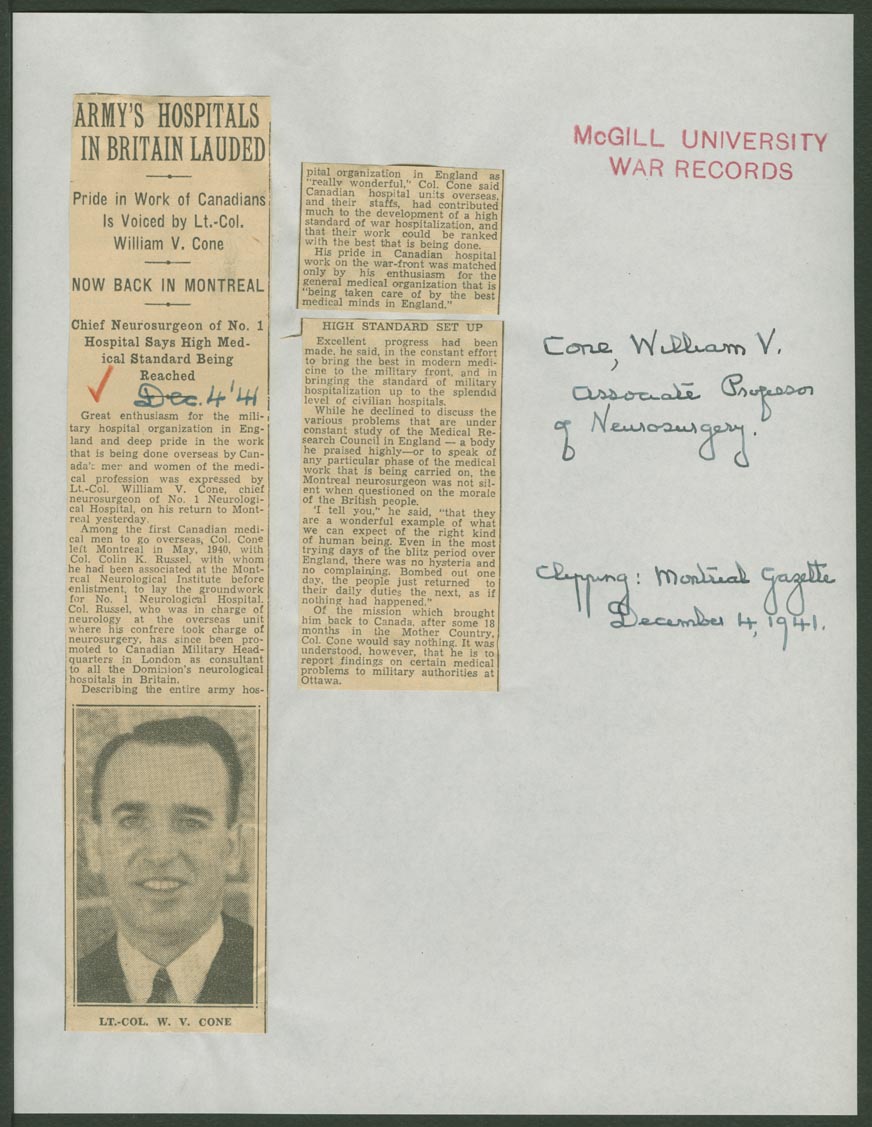 ARMY'S HOSPITALS
IN BRITAIN LAUDED
Pride in Work of Canadians
Is Voiced by Lt.-Col.
William V. Cone
NOW BACK IN MONTREAL
Chief Neurosurgeon of No. 1
Hospital Says High Med-
ical Standard Being
Reached
Dec. 4 '41
Great enthusiasm for the mili-
tary hospital organization in Eng-
land and deep pride in the work
that is being done overseas by Can-
ada's men and women of the medi-
cal profession was expressed by
Lt.-Col. William V. Cone, chief
neurosurgeon of No. 1 Neurologi-
cal Hospital, on his return to Mont-
real yesterday.
Among the first Canadian medi-
cal men to go overseas, Col. Cone
left Montreal in May, 1940, with
Col. Colin K. Russel, with whom
he had been associated at the Mont-
real Neurological Institute before
enlistment, to lay the groundwork
for No. 1 Neurological Hospital.
Col. Russel, who was in charge of
neurology at the overseas unit
where his confrere took charge of
neurosurgery, has since been pro-
moted to Canadian Military Head-
quarters in London as consultant
to all the Dominion's neurological
hospitals in Britain.
Describing the entire army hos-
LT.-COL. W. V. CONE
pital organization in England as
"really wonderful," Col. Cone said
Canadian hospital units overseas,
and their staffs, had contributed
much to the development of a high
standard of war hospitalization, and
that their work could be ranked
with the best that is being done.
His pride in Canadian hospital
work on the war-front was matched
only by his enthusiasm for the
general medical organization that is
"being taken care of by the best
medical minds in England."
HIGH STANDARD SET UP
Excellent progress had been
made, he said, in the constant effort
to bring the best in modern medi-
cine to the military front, and in
bringing the standard of military
hospitalization up to the splendid
level of civilian hospitals.
While he declined to discuss the
various problems that are under
constant study of the Medical Re-
search Council in England — a body
he praised highly—or to speak of
any particular phase of the medical
work that is being carried on, the
Montreal neurosurgeon was not sil-
ent when questioned on the morale
of the British people.
'I tell you," he said, "that they
are a wonderful example of what
we can expect of the right kind
of human being. Even in the most
trying days of the blitz period over
England, there was no hysteria and
no complaining. Bombed out one
day, the people just returned to
their daily duties the next, as if
nothing had happened."
Of the mission which brought
him back to Canada, after some 18
months in the Mother Country,
Col. Cone would say nothing. It was
understood, however, that he is to
report findings on certain medical
problems to military authorities at
Ottawa.
McGILL UNIVERSITY
WAR RECORDS
Cone, William V.
Associate Professor
of Neurosurgery.
Clipping: Montreal Gazette
December 4, 1941.